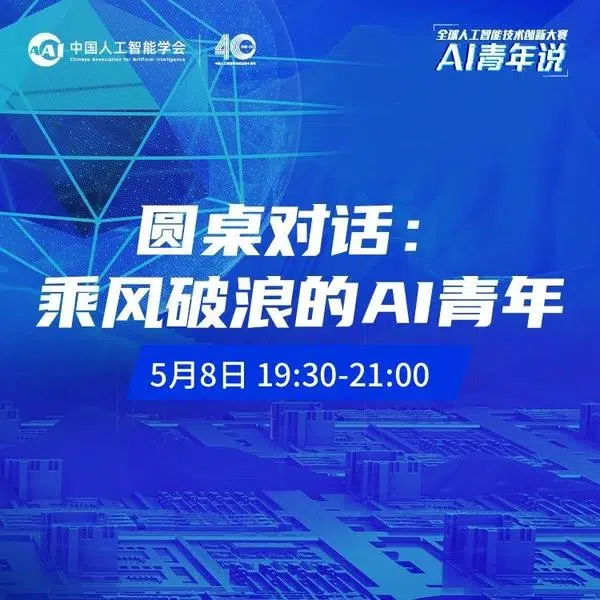 中国人工智能学会
Chinese Association for Artificial Intelligence
全球人工智能技术创新大赛
AI青年说
圆桌对话：
乘风破浪的AI青年
5月8日 19:30-21:00